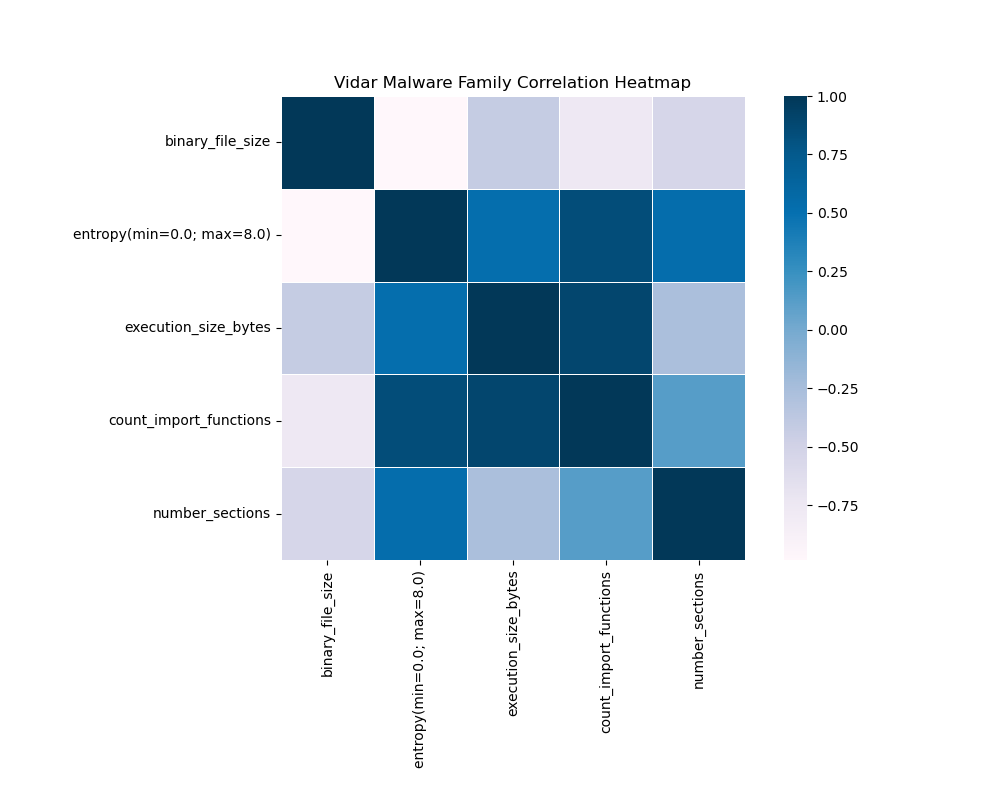 Vidar Malware Family Correlation Heatmap
binary_file_size
entropy(min=0.0; max=8.0)
execution_size_bytes
count_import_functions
number_sections
binary_file_size
entropy(min=0.0; max=8.0)
execution_size_bytes
count_import_functions
number_sections
1.00
0.75
0.50
0.25
0.00
−0.25
−0.50
−0.75